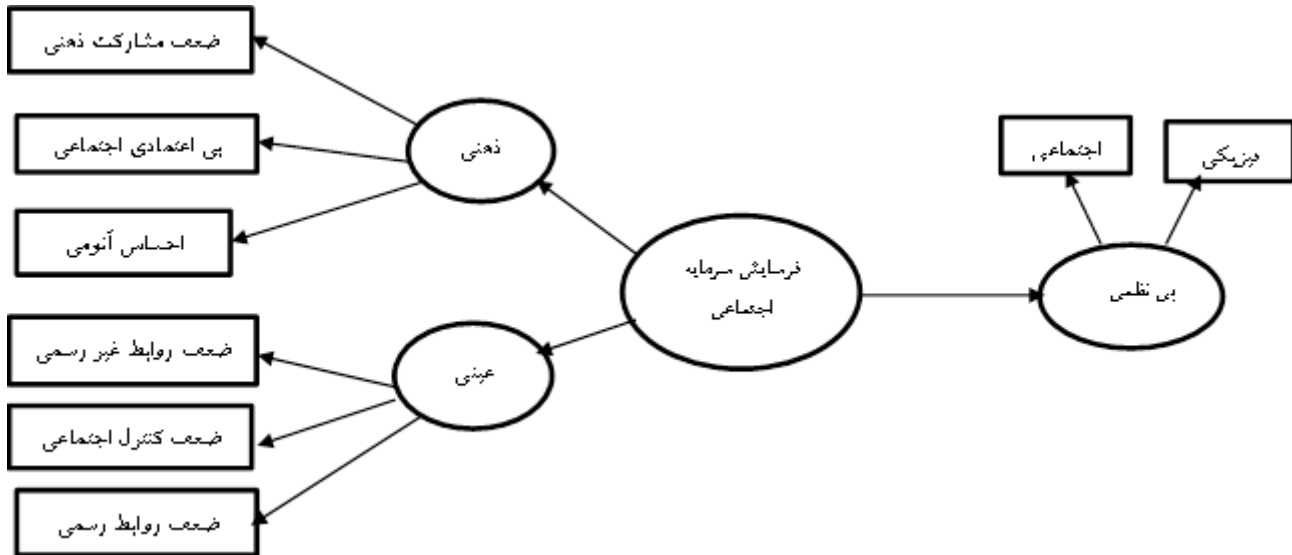 ضعف مشارکت ذهنی
بی اعتمادی اجتماعی
احساس آنومی
ذهنی
اجتماعی
فیزیکی
فرسایش سرمایه
اجتماعی
بی نظمی
عینی
ضعف روابط غیر رسمی
ضعف کنترل اجتماعی
ضعف روابط رسمی